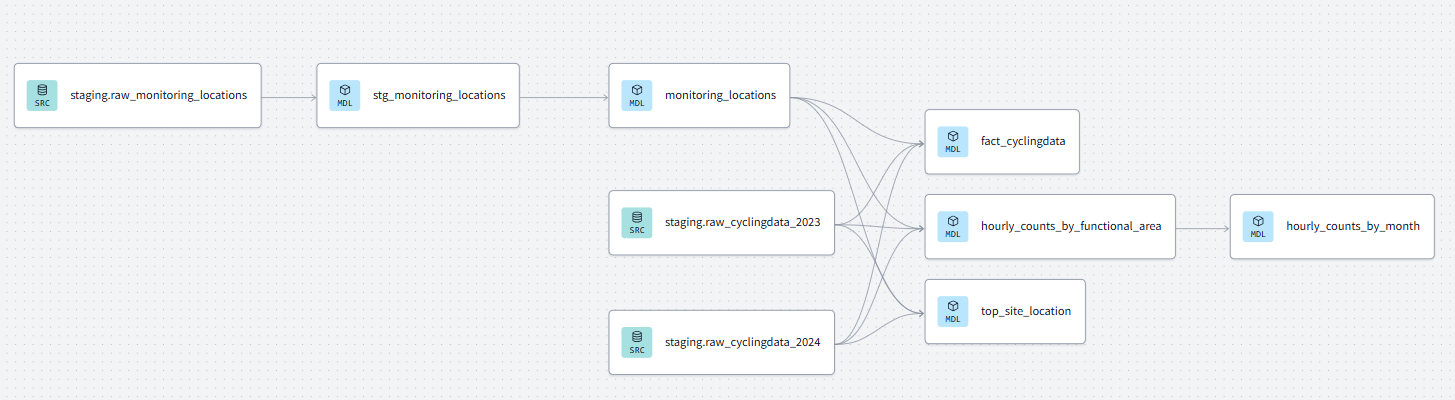 SRC
staging.raw_monitoring_locations
MDL
stg_monitoring_locations
MDL
monitoring_locations
MDL
fact_cyclingdata
SRC
staging.raw_cyclingdata_2023
MDL
hourly_counts_by_functional_area
MDL
hourly_counts_by_month
MDL
top_site_location
SRC
staging.raw_cyclingdata_2024